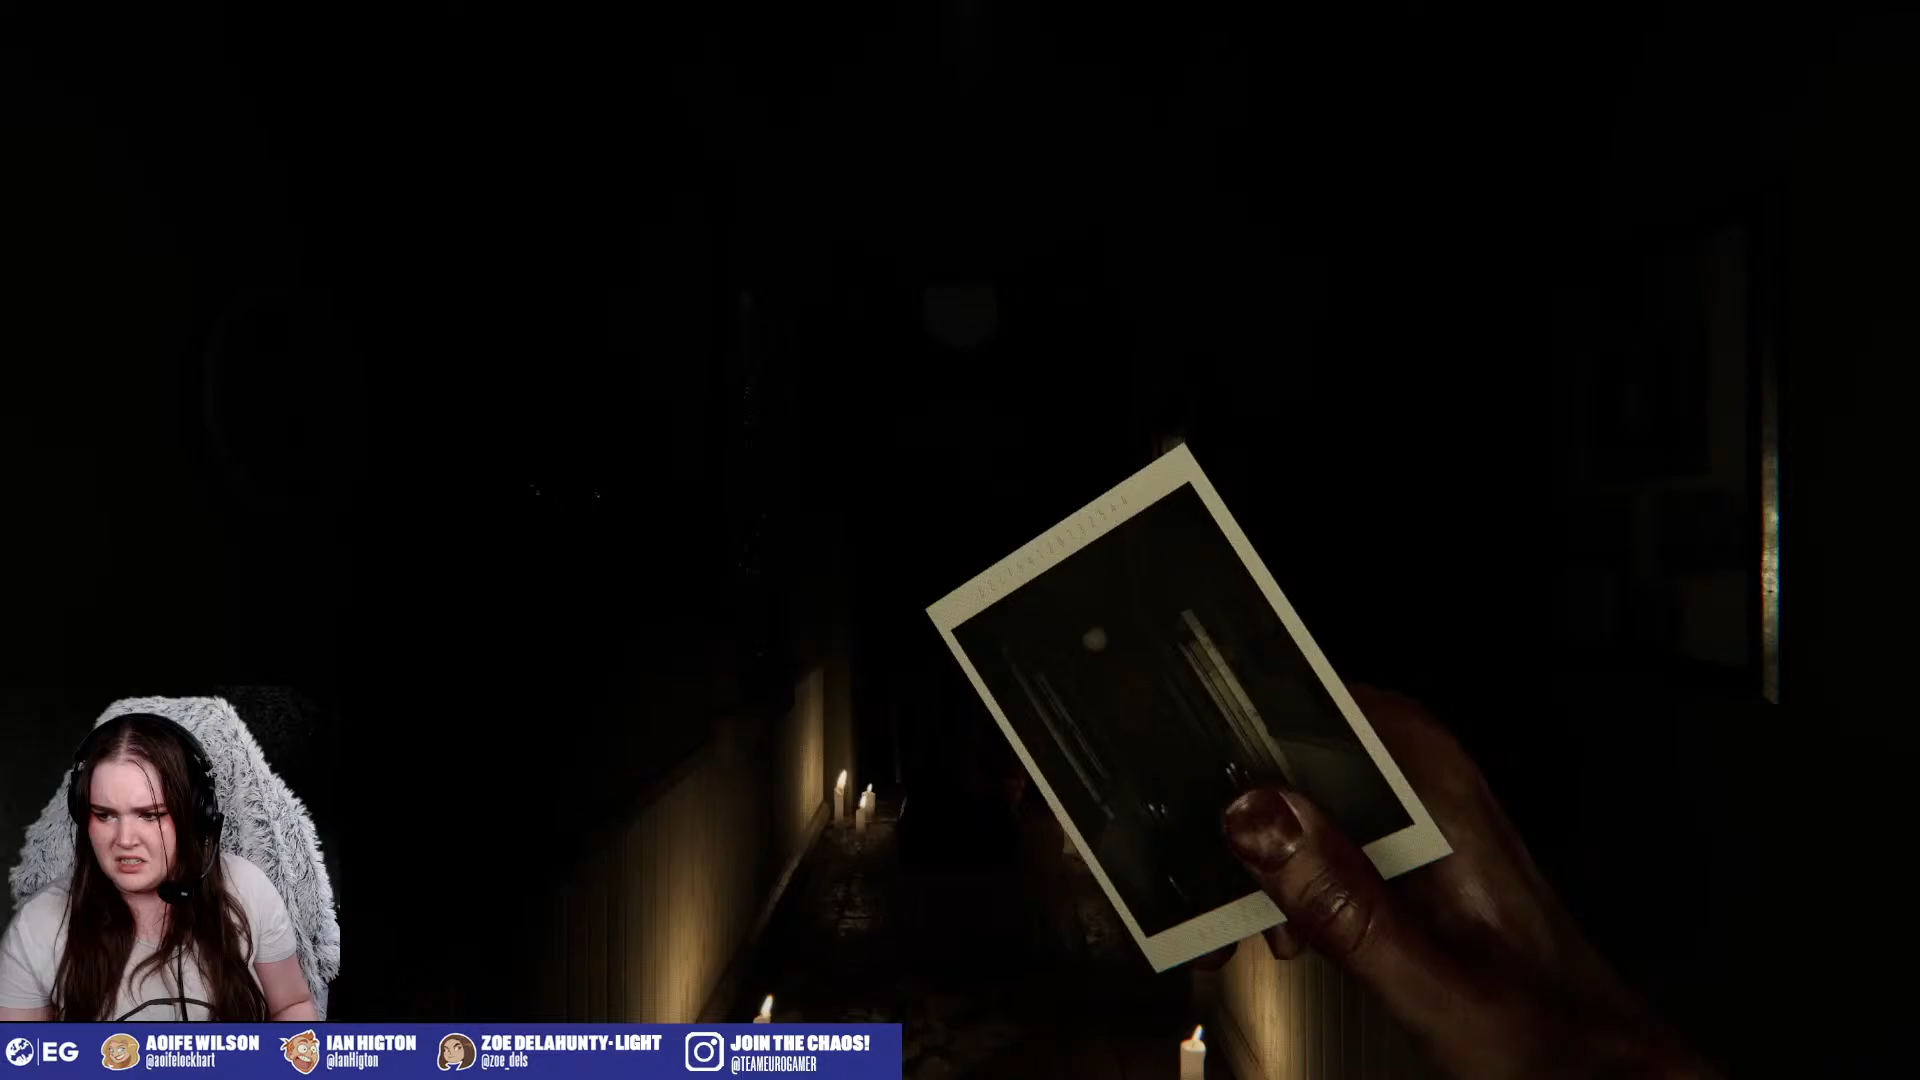 EG
AOIFE WILSON
@aoifelockhart
IAN HIGTON
@IanHigton
ZOE DELAHUNTY-LIGHT
@zoe_dels
JOIN THE CHAOS!
@TEAMEUROGAMER